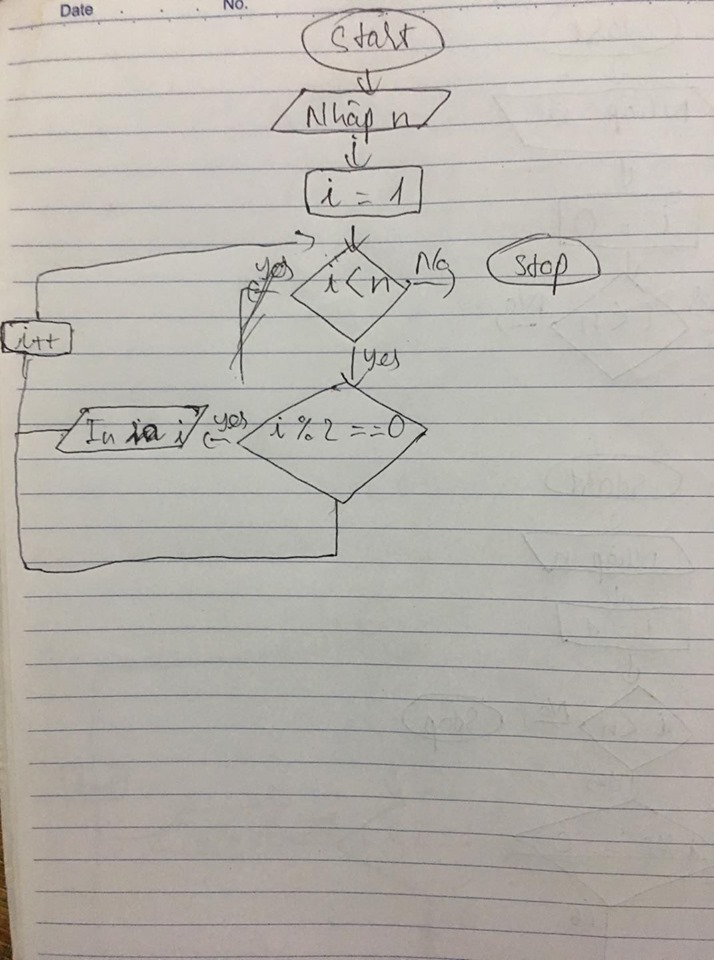 Date No.
Start
Nhập n
i = 1
yes i < n No Stop
i++
yes
In ra i yes i % 2 == 0